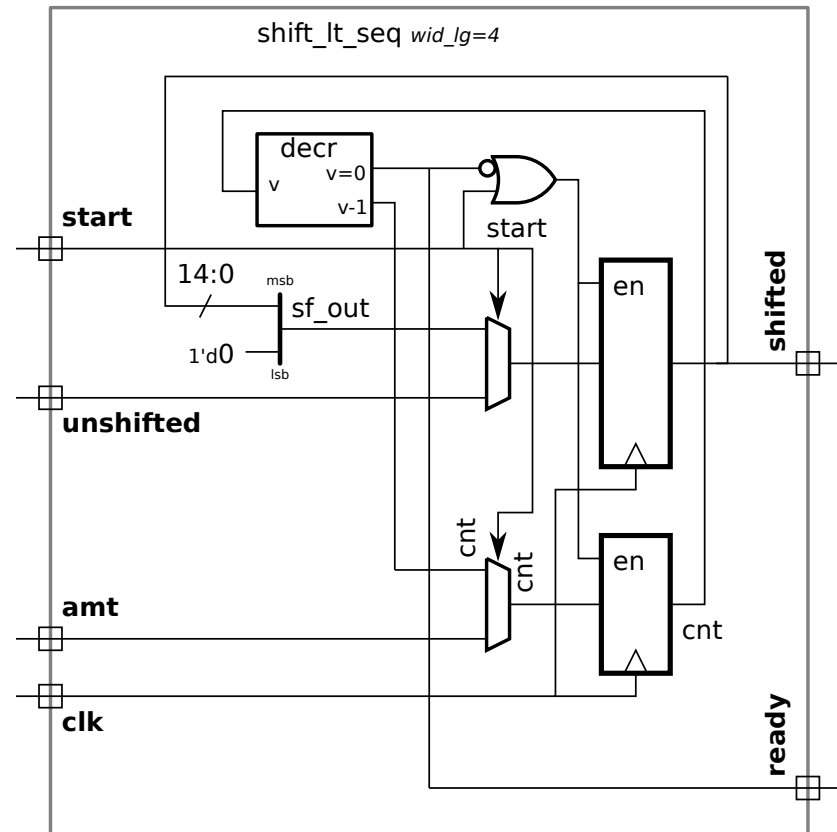 shift_lt_seq wid_lg=4
decr
v=0
v
v-1
start
start
14:0
msb
sf_out
1'd0
lsb
en
shifted
unshifted
cnt
cnt
en
amt
cnt
clk
ready